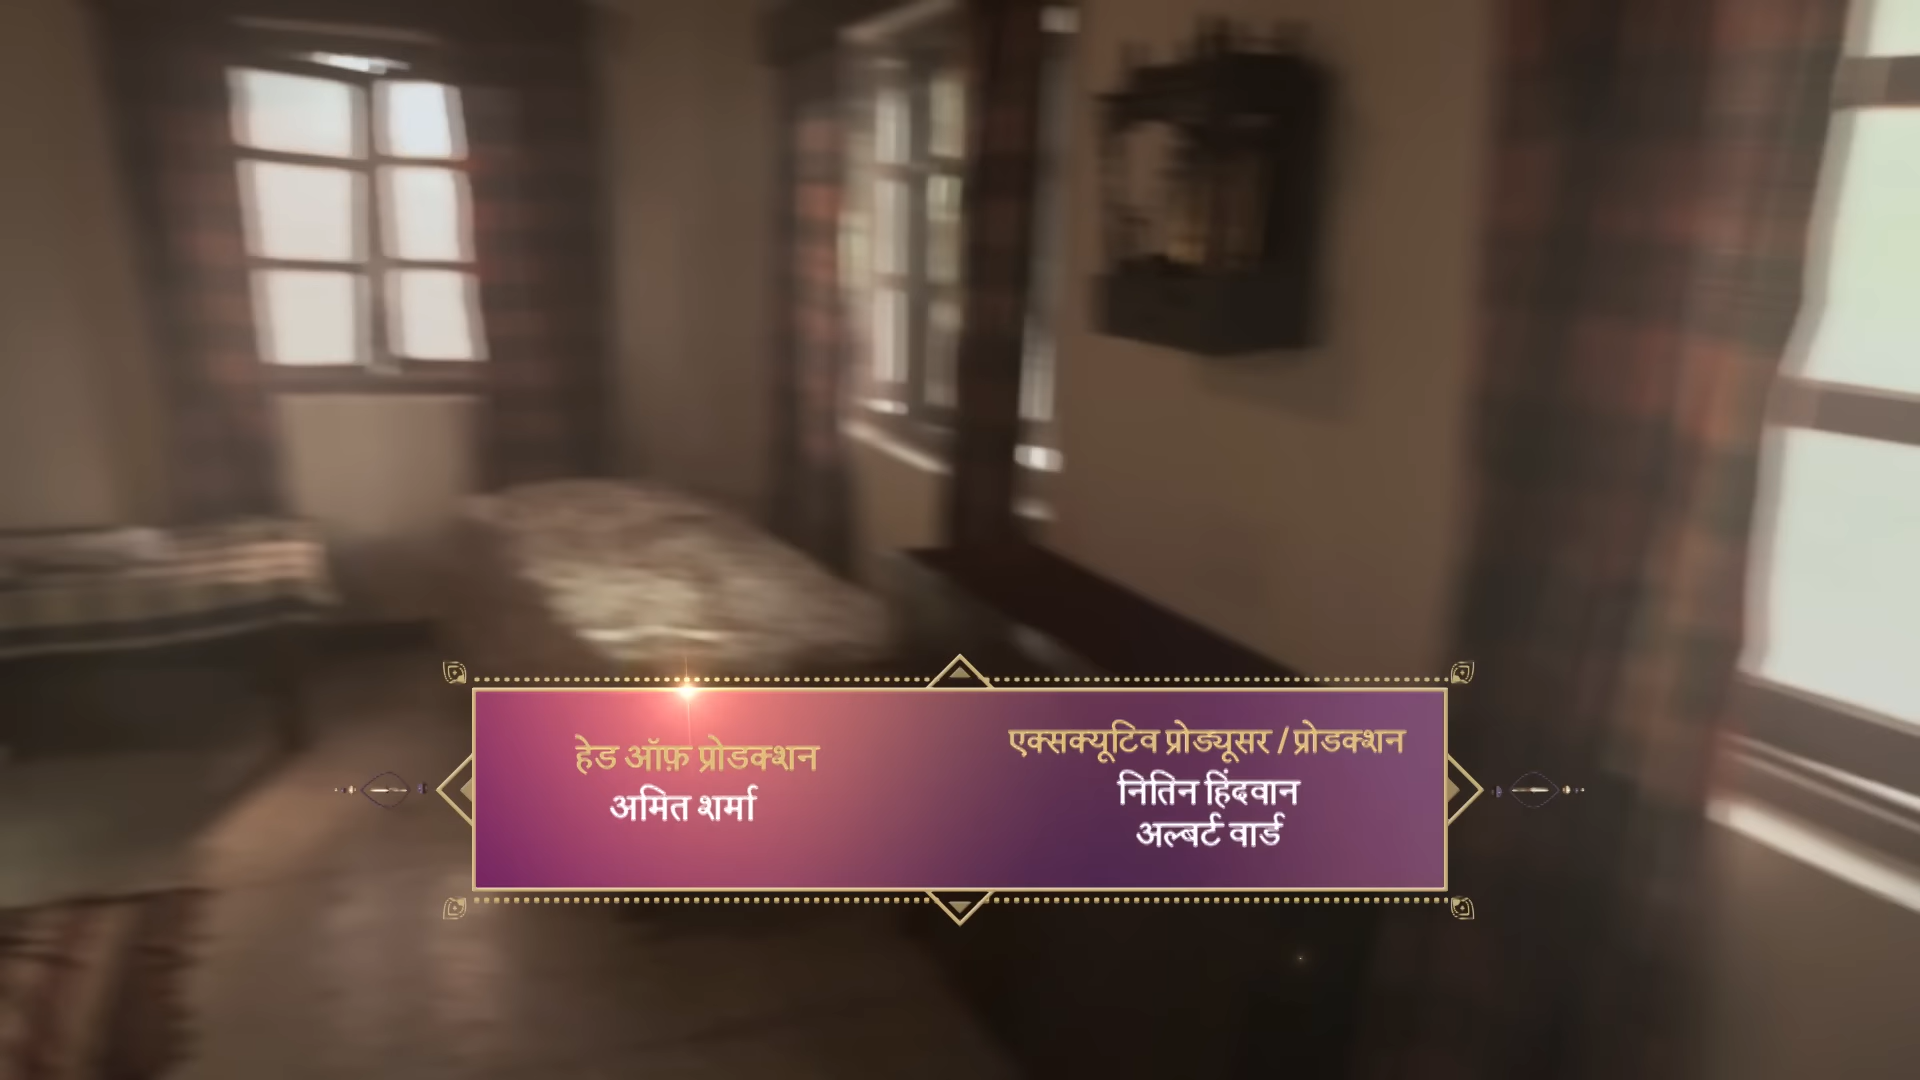 हेड ऑफ़ प्रोडक्शन
अमित शर्मा
एक्सक्यूटिव प्रोड्यूसर / प्रोडक्शन
नितिन हिंदवान
अल्बर्ट वार्ड